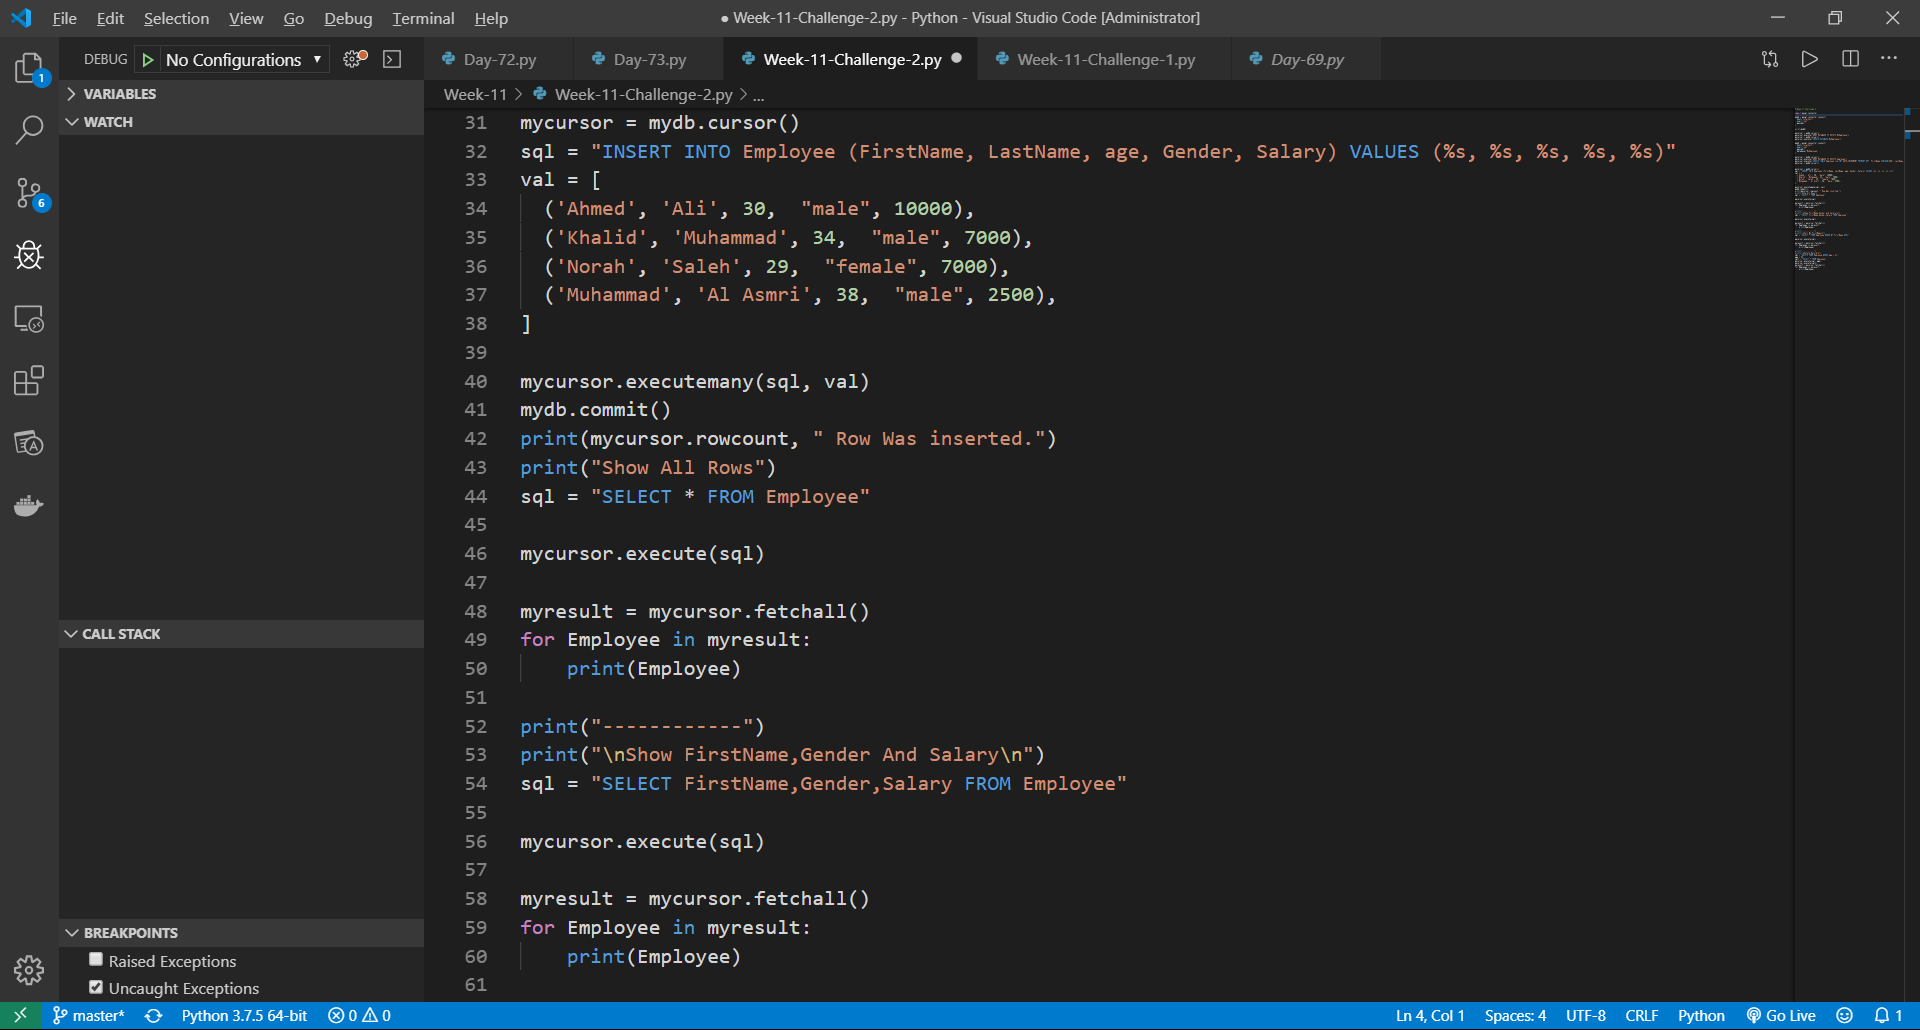 File Edit Selection View Go Debug Terminal Help
● Week-11-Challenge-2.py - Python - Visual Studio Code [Administrator]
DEBUG No Configurations
Day-72.py
Day-73.py
Week-11-Challenge-2.py
Week-11-Challenge-1.py
Day-69.py
VARIABLES
WATCH
CALL STACK
BREAKPOINTS
Raised Exceptions
Uncaught Exceptions
1
6
Week-11 > Week-11-Challenge-2.py > ...
31 mycursor = mydb.cursor()
32 sql = "INSERT INTO Employee (FirstName, LastName, age, Gender, Salary) VALUES (%s, %s, %s, %s, %s)"
33 val = [
34 ('Ahmed', 'Ali', 30,  "male", 10000),
35 ('Khalid', 'Muhammad', 34,  "male", 7000),
36 ('Norah', 'Saleh', 29,  "female", 7000),
37 ('Muhammad', 'Al Asmri', 38,  "male", 2500),
38 ]
39
40 mycursor.executemany(sql, val)
41 mydb.commit()
42 print(mycursor.rowcount, " Row Was inserted.")
43 print("Show All Rows")
44 sql = "SELECT * FROM Employee"
45
46 mycursor.execute(sql)
47
48 myresult = mycursor.fetchall()
49 for Employee in myresult:
50     print(Employee)
51
52 print("------------")
53 print("\nShow FirstName,Gender And Salary\n")
54 sql = "SELECT FirstName,Gender,Salary FROM Employee"
55
56 mycursor.execute(sql)
57
58 myresult = mycursor.fetchall()
59 for Employee in myresult:
60     print(Employee)
61
master* Python 3.7.5 64-bit 0 0 Ln 4, Col 1 Spaces: 4 UTF-8 CRLF Python Go Live 1